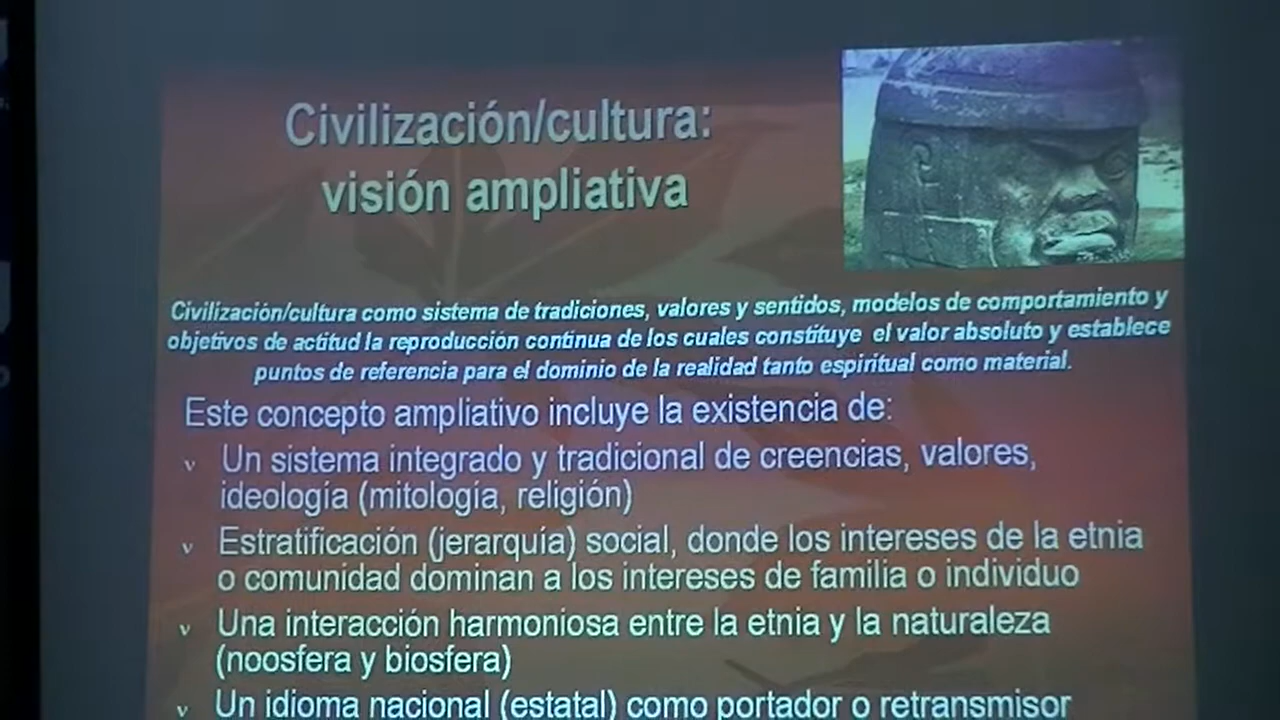 Civilización/cultura:
visión ampliativa
Civilización/cultura como sistema de tradiciones, valores y sentidos, modelos de comportamiento y
objetivos de actitud la reproducción continua de los cuales constituye el valor absoluto y establece
puntos de referencia para el dominio de la realidad tanto espiritual como material.
Este concepto ampliativo incluye la existencia de:
v Un sistema integrado y tradicional de creencias, valores,
ideología (mitología, religión)
v Estratificación (jerarquía) social, donde los intereses de la etnia
o comunidad dominan a los intereses de familia o individuo
v Una interacción harmoniosa entre la etnia y la naturaleza
(noosfera y biosfera)
v Un idioma nacional (estatal) como portador o retransmisor